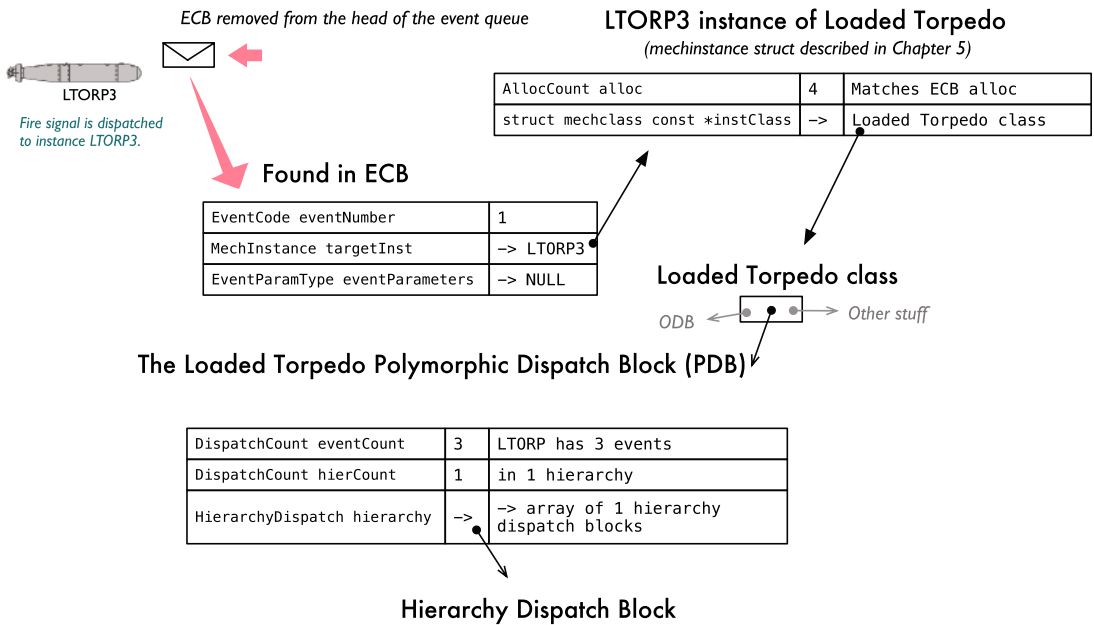 ECB removed from the head of the event queue
LTORP3 instance of Loaded Torpedo
(mechinstance struct described in Chapter 5)
LTORP3
Fire signal is dispatched
to instance LTORP3.
AllocCount alloc 4 Matches ECB alloc
struct mechclass const *instClass –> Loaded Torpedo class
Found in ECB
EventCode eventNumber 1
MechInstance targetInst –> LTORP3
EventParamType eventParameters –> NULL
Loaded Torpedo class
ODB
Other stuff
The Loaded Torpedo Polymorphic Dispatch Block (PDB)
DispatchCount eventCount 3 LTORP has 3 events
DispatchCount hierCount 1 in 1 hierarchy
HierarchyDispatch hierarchy –> –> array of 1 hierarchy
dispatch blocks
Hierarchy Dispatch Block